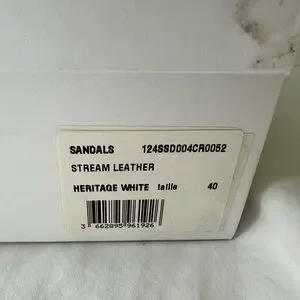 SANDALS 124SSD004CR0052
STREAM LEATHER
HERITAGE WHITE taille 40
3 662895 961926